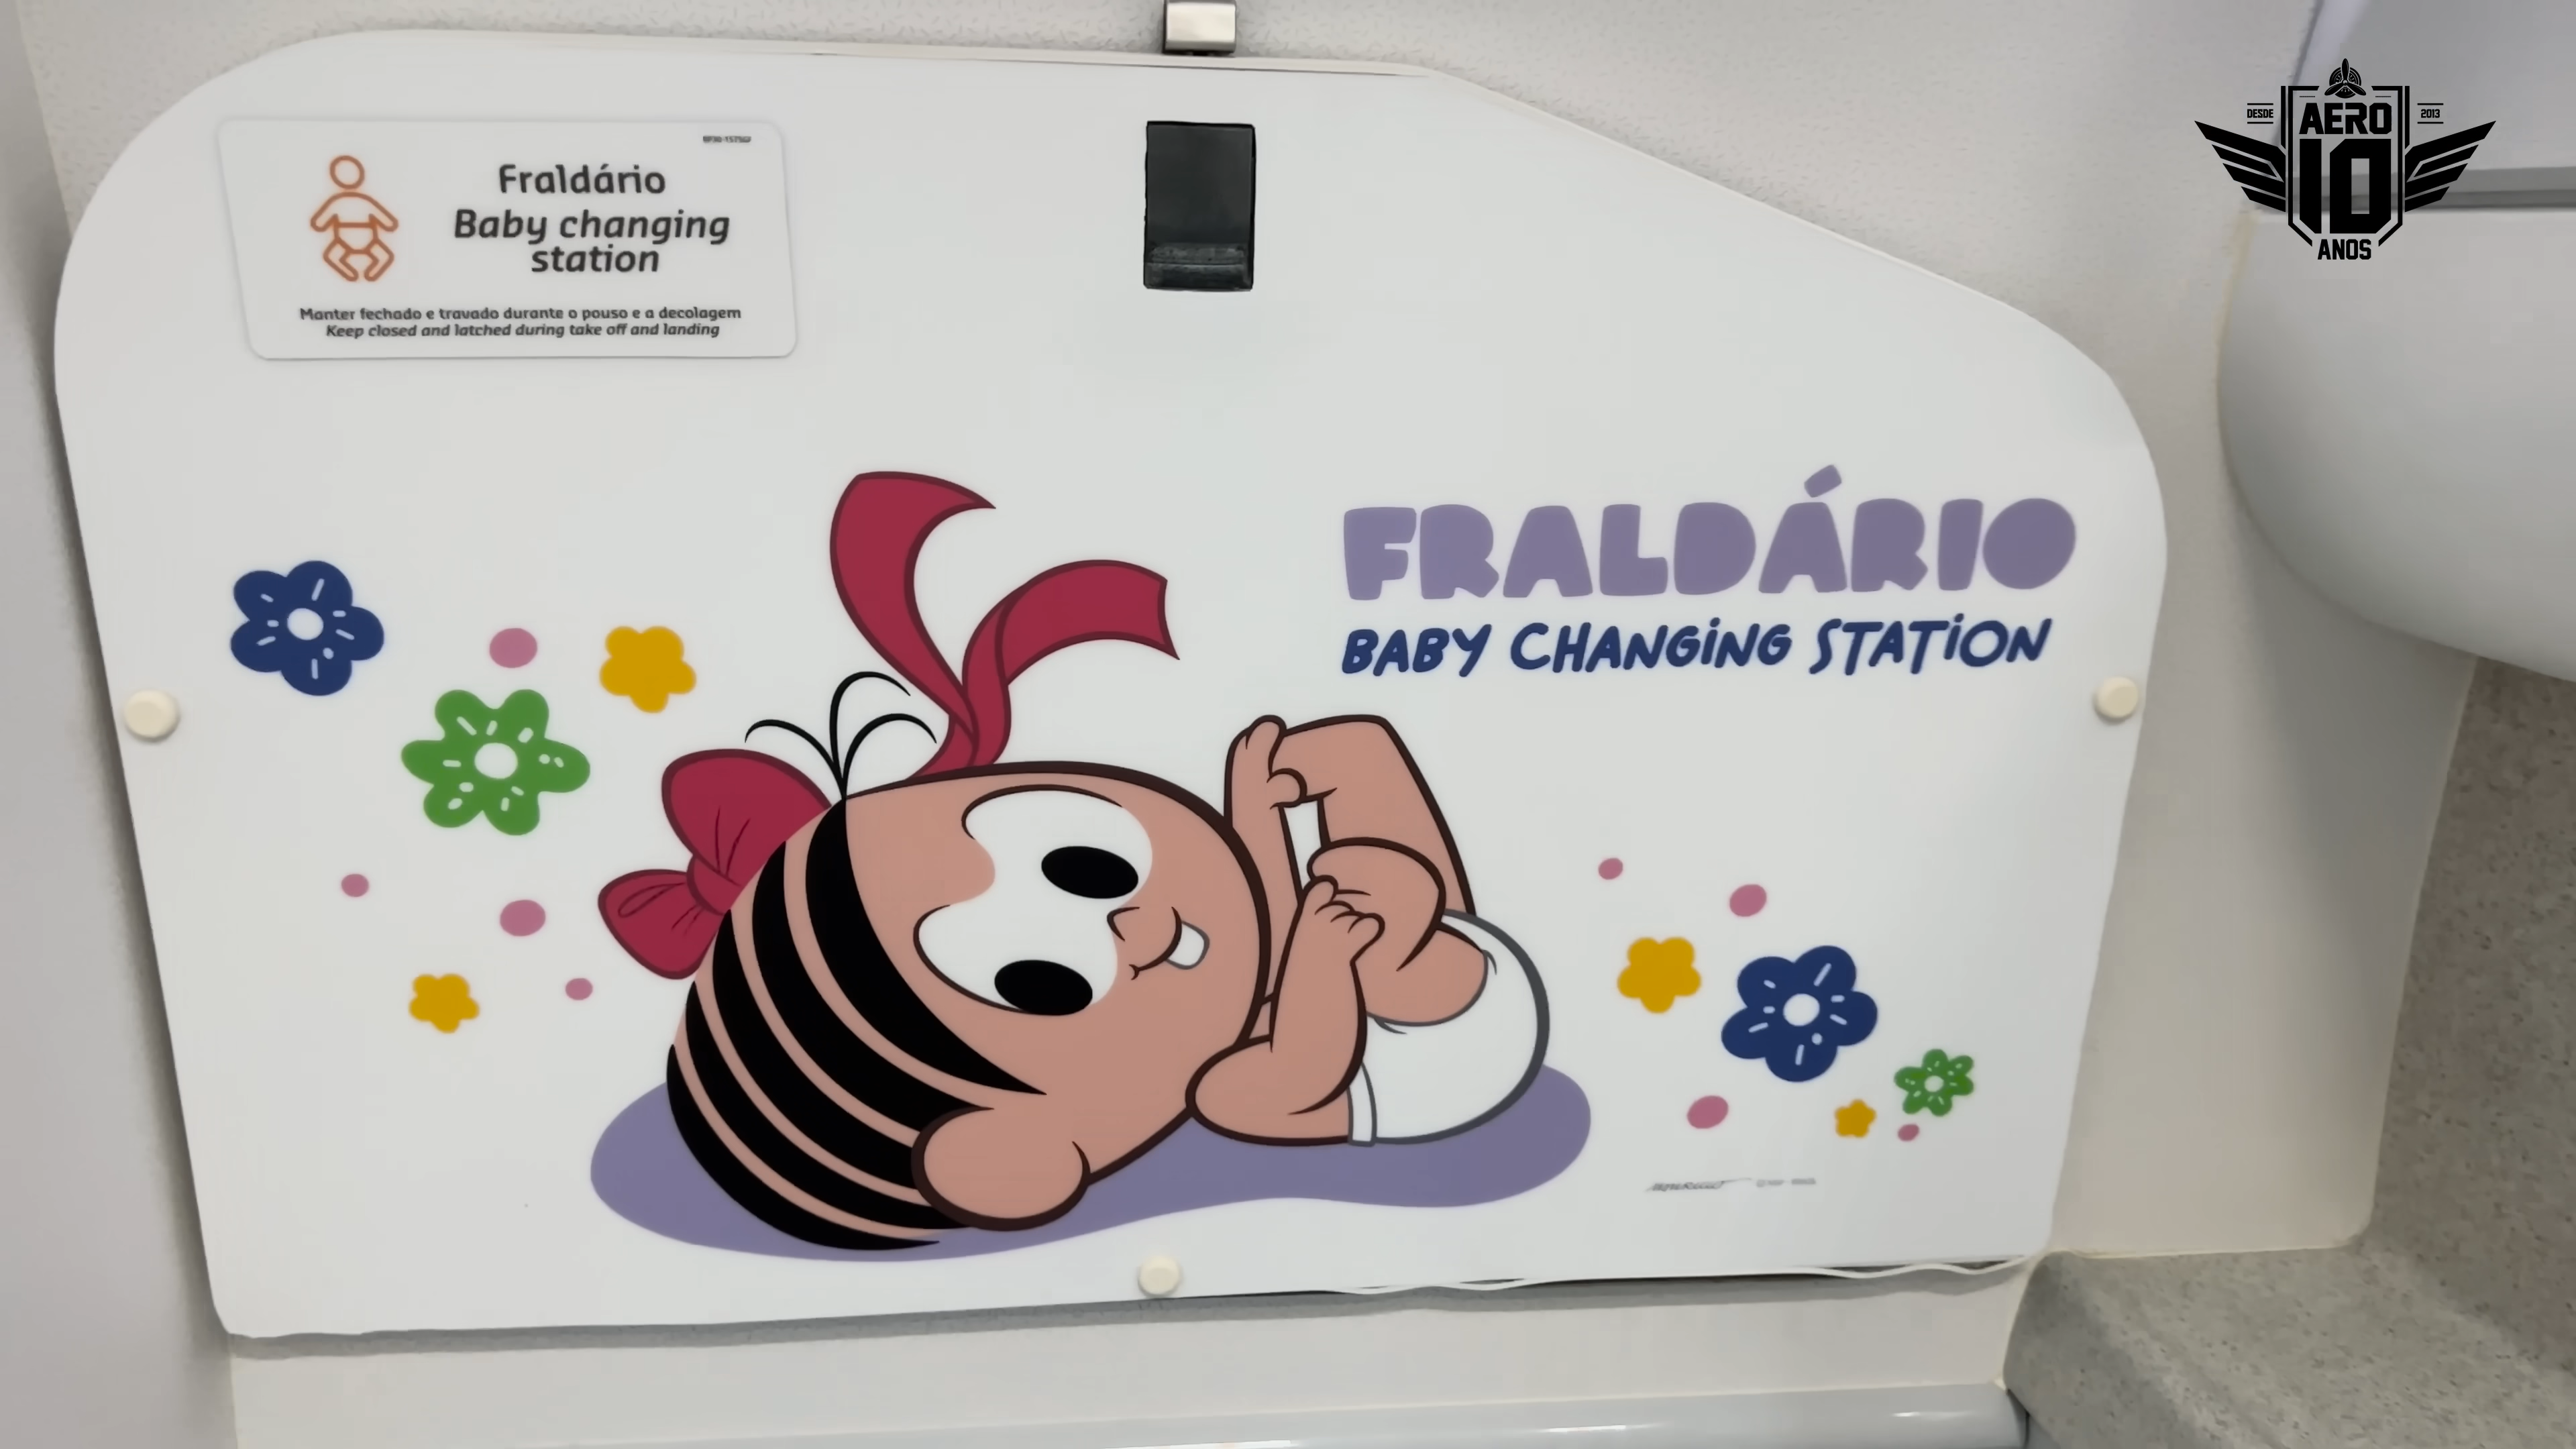 Fraldário
Baby changing
station
Manter fechado e travado durante o pouso e a decolagem
Keep closed and latched during take off and landing
DESDE
AERO
2013
10
ANOS
FRALDÁRIO
BABY CHANGING STATION